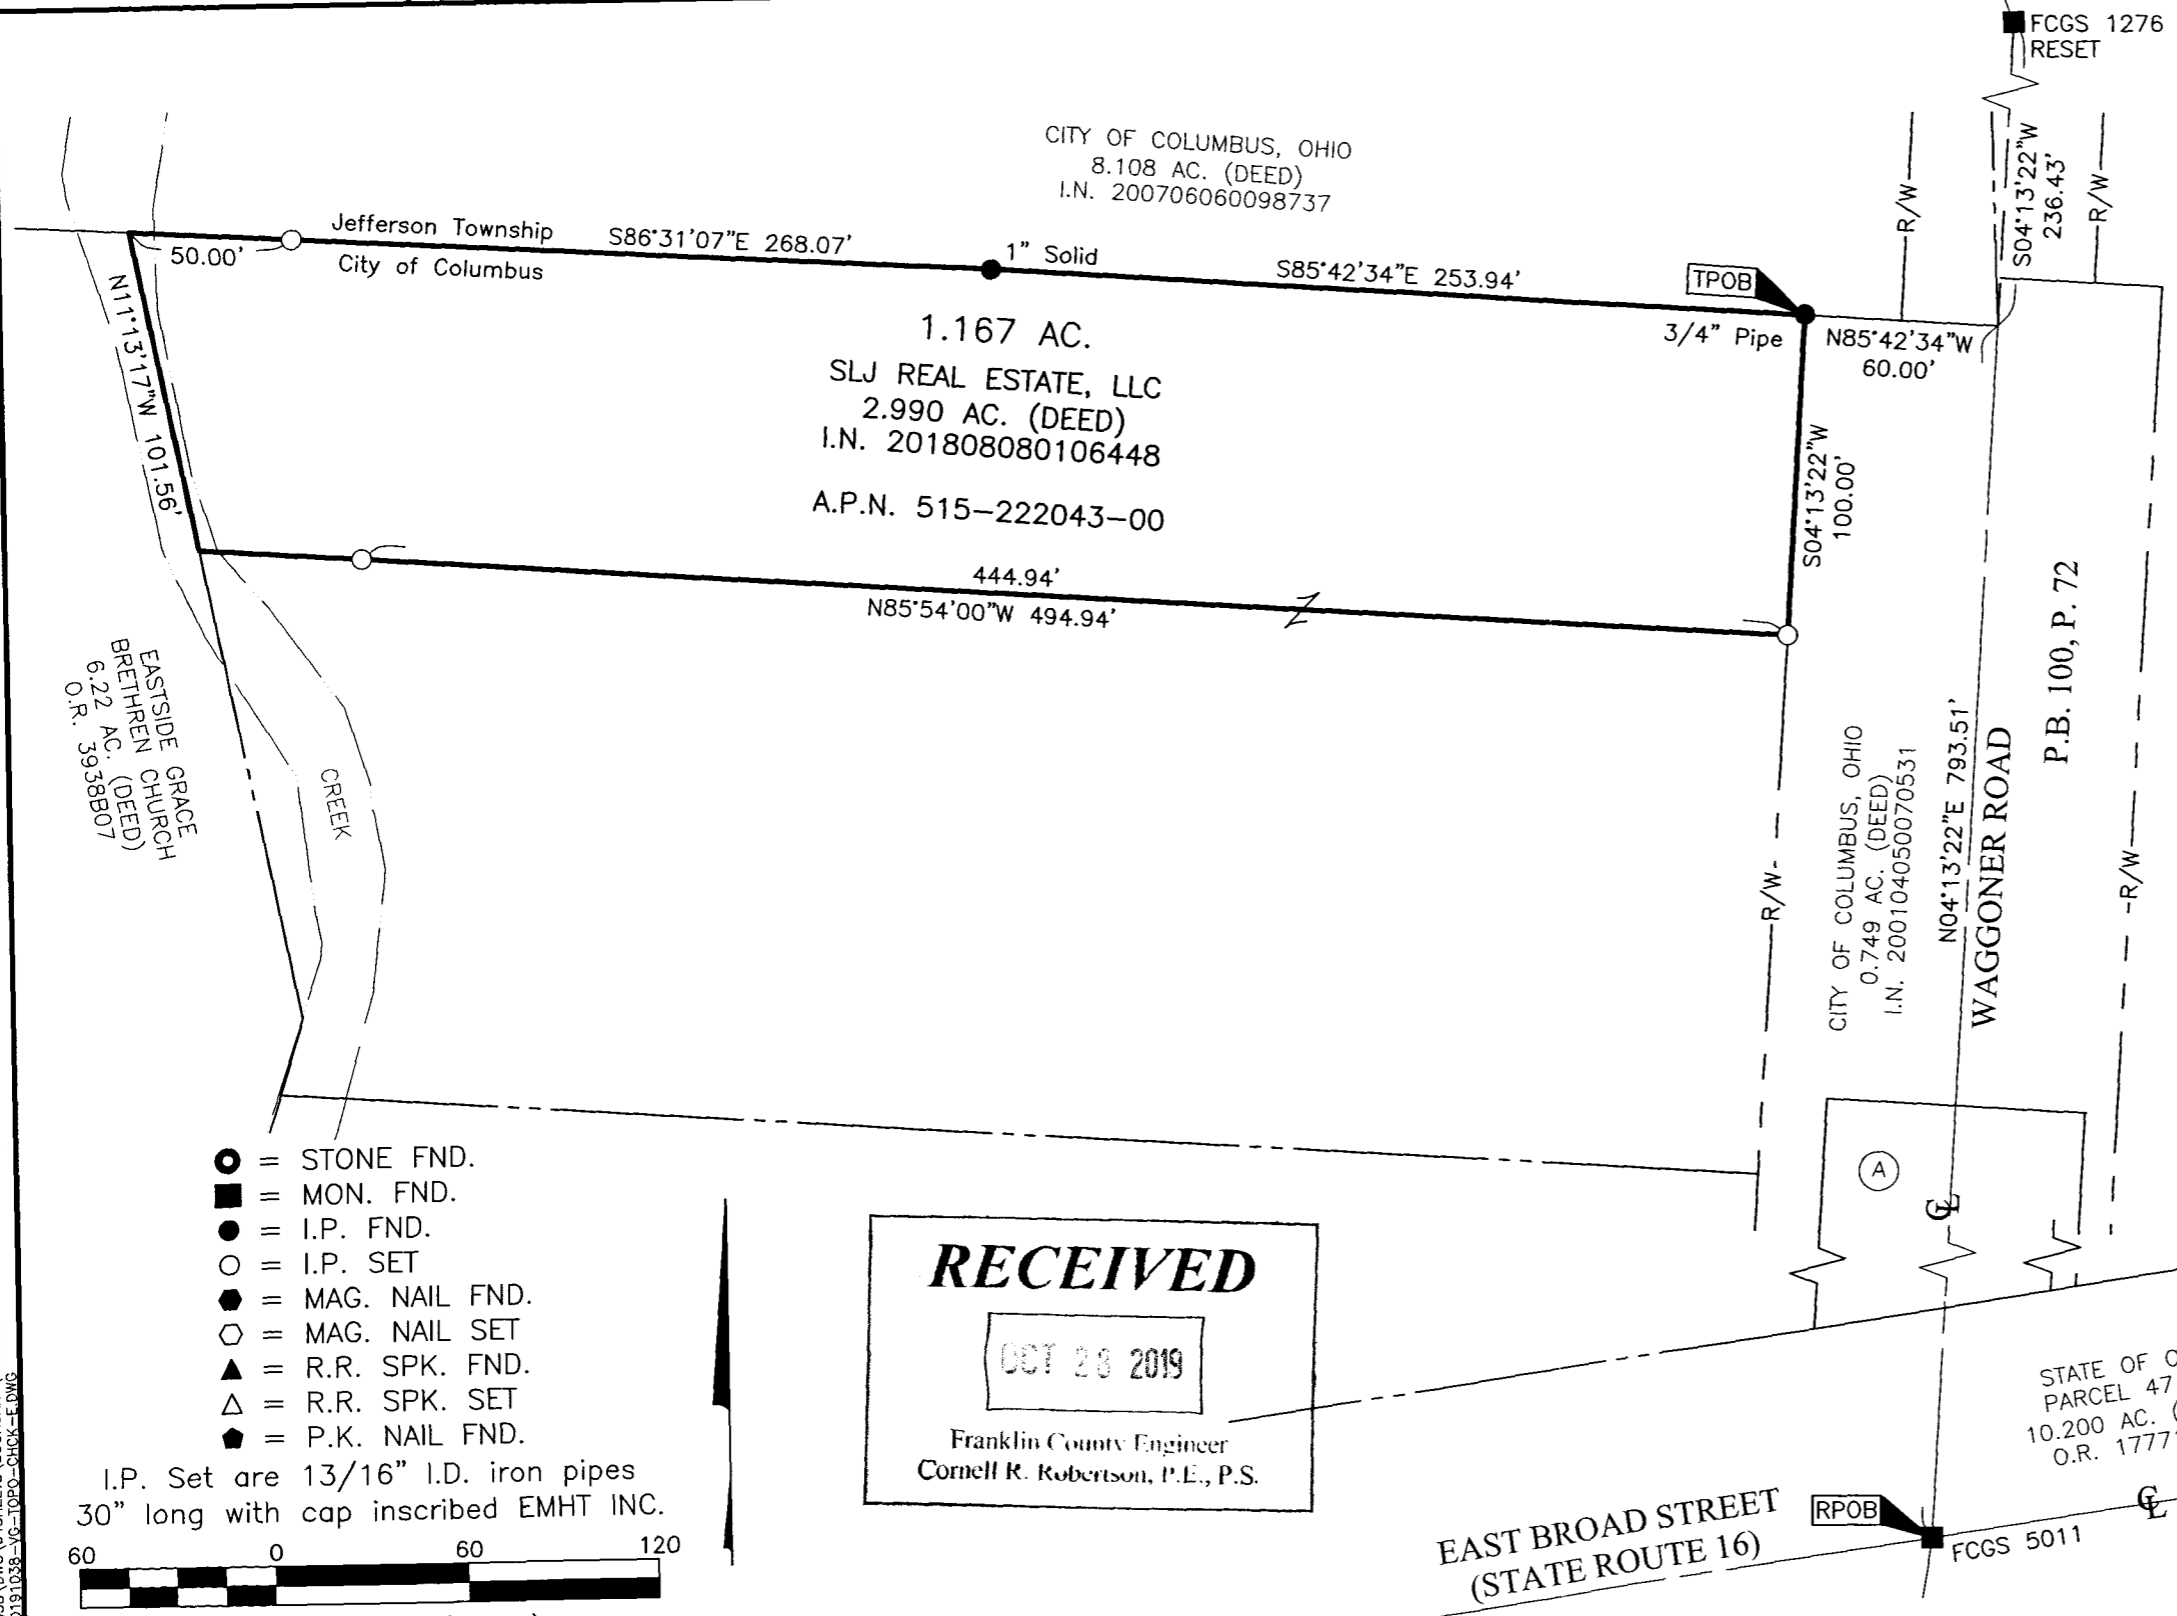 FCGS 1276
RESET
CITY OF COLUMBUS, OHIO
8.108 AC. (DEED)
I.N. 200706060098737
R/W
S04°13'22"W
236.43'
R/W
Jefferson Township
S86°31'07"E 268.07'
50.00'
City of Columbus
1" Solid
S85°42'34"E 253.94'
TPOB
3/4" Pipe
N85°42'34"W
60.00'
N11°13'17"W 101.56'
1.167 AC.
SLJ REAL ESTATE, LLC
2.990 AC. (DEED)
I.N. 201808080106448
A.P.N. 515-222043-00
S04°13'22"W
100.00'
444.94'
N85°54'00"W 494.94'
EASTSIDE GRACE
BRETHREN CHURCH
6.22 AC. (DEED)
O.R. 3938B07
CREEK
R/W
CITY OF COLUMBUS, OHIO
0.749 AC. (DEED)
I.N. 200104050070531
N04°13'22"E 793.51'
WAGGONER ROAD
P.B. 100, P. 72
R/W
A
CL
= STONE FND.
= MON. FND.
= I.P. FND.
= I.P. SET
= MAG. NAIL FND.
= MAG. NAIL SET
= R.R. SPK. FND.
= R.R. SPK. SET
= P.K. NAIL FND.
I.P. Set are 13/16" I.D. iron pipes
30" long with cap inscribed EMHT INC.
60 0 60 120
RECEIVED
OCT 28 2019
Franklin County Engineer
Cornell R. Robertson, P.E., P.S.
STATE OF
PARCEL 47
10.200 AC.
O.R. 1777
EAST BROAD STREET
(STATE ROUTE 16)
RPOB
FCGS 5011
CL